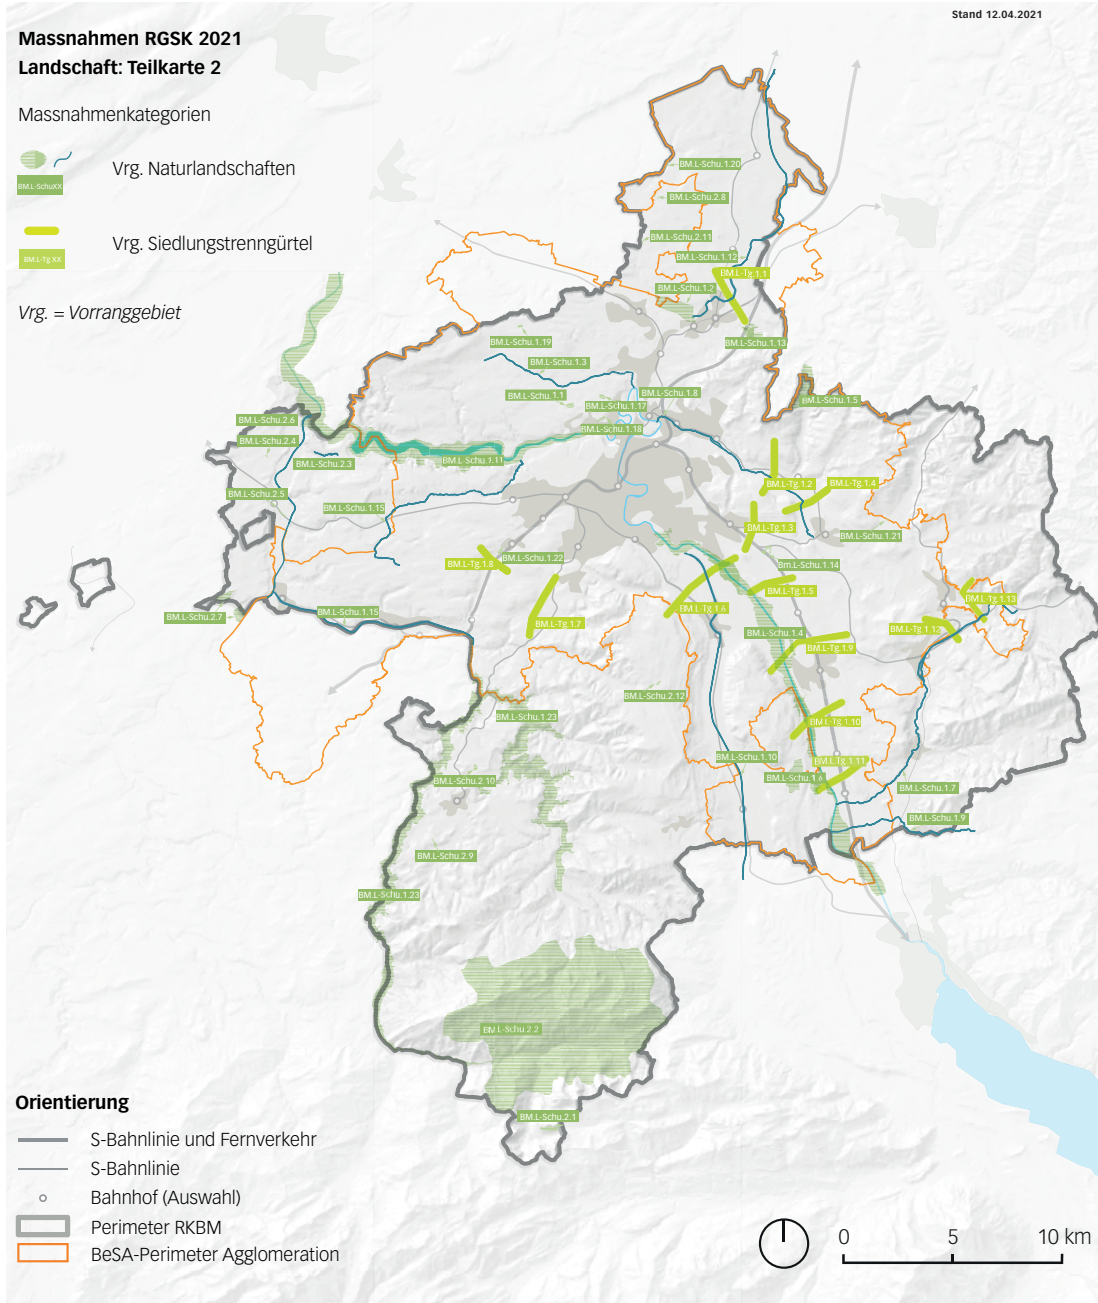 Stand 12.04.2021
Massnahmen RGSK 2021
Landschaft: Teilkarte 2
Massnahmenkategorien
Vrg. Naturlandschaften
BM.L-SchuXX
Vrg. Siedlungstrenngürtel
BM.L-Tg.XX
Vrg. = Vorranggebiet
BM.L-Schu.1.20
BM.L-Schu.2.8
BM.L-Schu.2.11
BM.L-Schu.1.12
BM.L-Tg.1.1
BM.L-Schu.1.2
BM.L-Schu.1.19
BM.L-Schu.1.13
BM.L-Schu.1.3
BM.L-Schu.1.1
BM.L-Schu.1.8
BM.L-Schu.1.5
BM.L-Schu.1.17
BM.L-Schu.2.6
BM.L-Schu.1.18
BM.L-Schu.2.4
BM.L-Schu.2.3
BM.L-Schu.1.11
BM.L-Tg.1.2
BM.L-Tg.1.4
BM.L-Schu.2.5
BM.L-Schu.1.15
BM.L-Tg.1.3
BM.L-Schu.1.21
BM.L-Schu.1.22
BM.L-Tg.1.8
Bm.L-Schu.1.14
BM.L-Tg.1.5
BM.L-Tg.1.13
BM.L-Schu.2.7
BM.L-Schu.1.15
BM.L-Tg.1.6
BM.L-Tg.1.7
BM.L-Schu.1.4
BM.L-Tg.1.12
BM.L-Tg.1.9
BM.L-Schu.2.12
BM.L-Schu.1.23
BM.L-Tg.1.10
BM.L-Schu.1.10
BM.L-Tg.1.11
BM.L-Schu.2.10
BM.L-Schu.1.6
BM.L-Schu.1.7
BM.L-Schu.1.9
BM.L-Schu.2.9
BM.L-Schu.1.23
BM.L-Schu.2.2
BM.L-Schu.2.1
Orientierung
S-Bahnlinie und Fernverkehr
S-Bahnlinie
Bahnhof (Auswahl)
Perimeter RKBM
BeSA-Perimeter Agglomeration
0 5 10 km